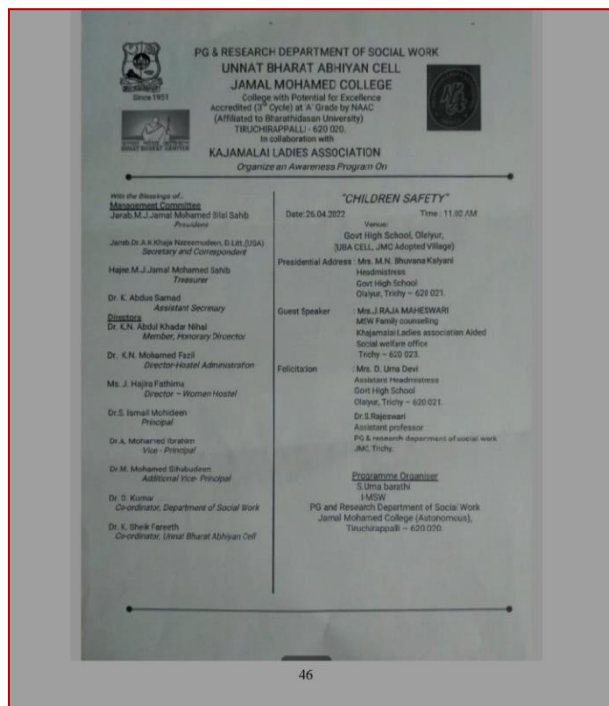 PG & RESEARCH DEPARTMENT OF SOCIAL WORK
UNNAT BHARAT ABHIYAN CELL
JAMAL MOHAMED COLLEGE
College with Potential for Excellence
Accredited (3rd Cycle) at 'A' Grade by NAAC
(Affiliated to Bharathidasan University)
TIRUCHIRAPPALLI - 620 020.
In collaboration with
KAJAMALAI LADIES ASSOCIATION
Organize an Awareness Program On
Since 1951
UNNAT BHARAT ABHIYAN
With the Blessings of..
Management Committee
Janab.M.J.Jamal Mohamed Bilal Sahib
President
Janab.Dr.A.K.Khaja Nazeemudeen, D.Litt.,(USA)
Secretary and Correspondent
Hajee.M.J.Jamal Mohamed Sahib
Treasurer
Dr. K. Abdus Samad
Assistant Secretary
Directors
Dr. K.N. Abdul Khadar Nihal
Member, Honorary Director
Dr. K.N. Mohamed Fazil
Director-Hostel Administration
Ms. J. Hajira Fathima
Director – Women Hostel
Dr.S. Ismail Mohideen
Principal
Dr.A. Mohamed Ibrahim
Vice - Principal
Dr.M. Mohamed Sihabudeen
Additional Vice- Principal
Dr. G. Kumar
Co-ordinator, Department of Social Work
Dr. K. Sheik Fareeth
Co-ordinator, Unnat Bharat Abhiyan Cell
"CHILDREN SAFETY"
Date:26.04.2022 Time : 11.00 AM
Venue:
Govt High School, Olaiyur,
(UBA CELL, JMC Adopted Village)
Presidential Address : Mrs. M.N. Bhuvana Kalyani
Headmistress
Govt High School
Olaiyur, Trichy – 620 021.
Guest Speaker : Mrs.J.RAJA MAHESWARI
MSW Family counselling
Khajamalai Ladies association Aided
Social welfare office
Trichy – 620 023.
Felicitation : Mrs. D. Uma Devi
Assistant Headmistress
Govt High School
Olaiyur, Trichy – 620 021.
Dr.S.Rajeswari
Assistant professor
PG & research department of social work
JMC, Trichy.
Programme Organiser
S.Uma barathi
I-MSW
PG and Research Department of Social Work
Jamal Mohamed College (Autonomous),
Tiruchirappalli – 620 020.
46